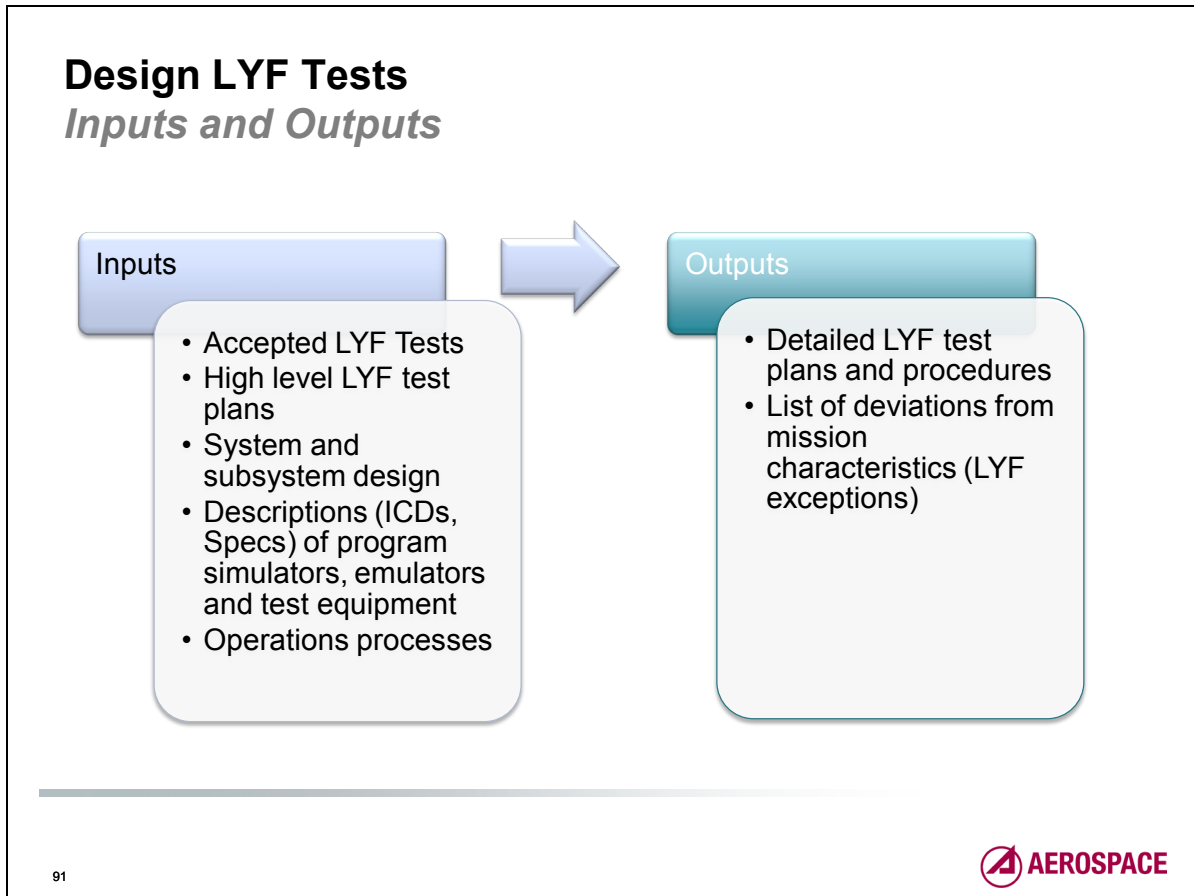 Design LYF Tests
Inputs and Outputs
Inputs
• Accepted LYF Tests
• High level LYF test
plans
• System and
subsystem design
• Descriptions (ICDs,
Specs) of program
simulators, emulators
and test equipment
• Operations processes
Outputs
• Detailed LYF test
plans and procedures
• List of deviations from
mission
characteristics (LYF
exceptions)
91
AEROSPACE